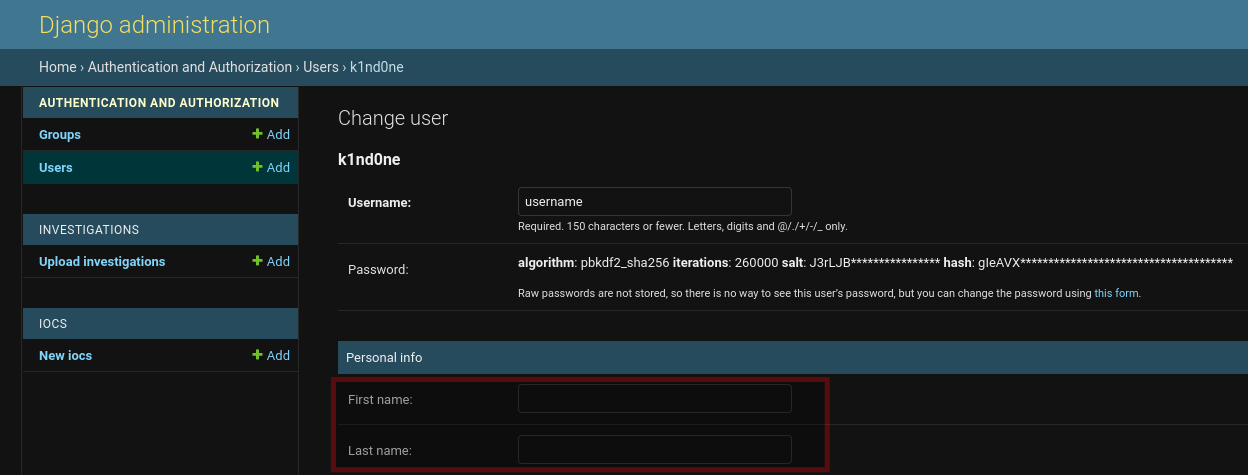 Django administration
Home › Authentication and Authorization › Users › k1nd0ne
AUTHENTICATION AND AUTHORIZATION
Groups
+ Add
Users
+ Add
INVESTIGATIONS
Upload investigations
+ Add
IOCS
New iocs
+ Add
Change user
k1nd0ne
Username:
username
Required. 150 characters or fewer. Letters, digits and @/./+/-/_ only.
Password:
algorithm: pbkdf2_sha256 iterations: 260000 salt: J3rLJB**************** hash: gIeAVX**************************************
Raw passwords are not stored, so there is no way to see this user's password, but you can change the password using this form.
Personal info
First name:
Last name: